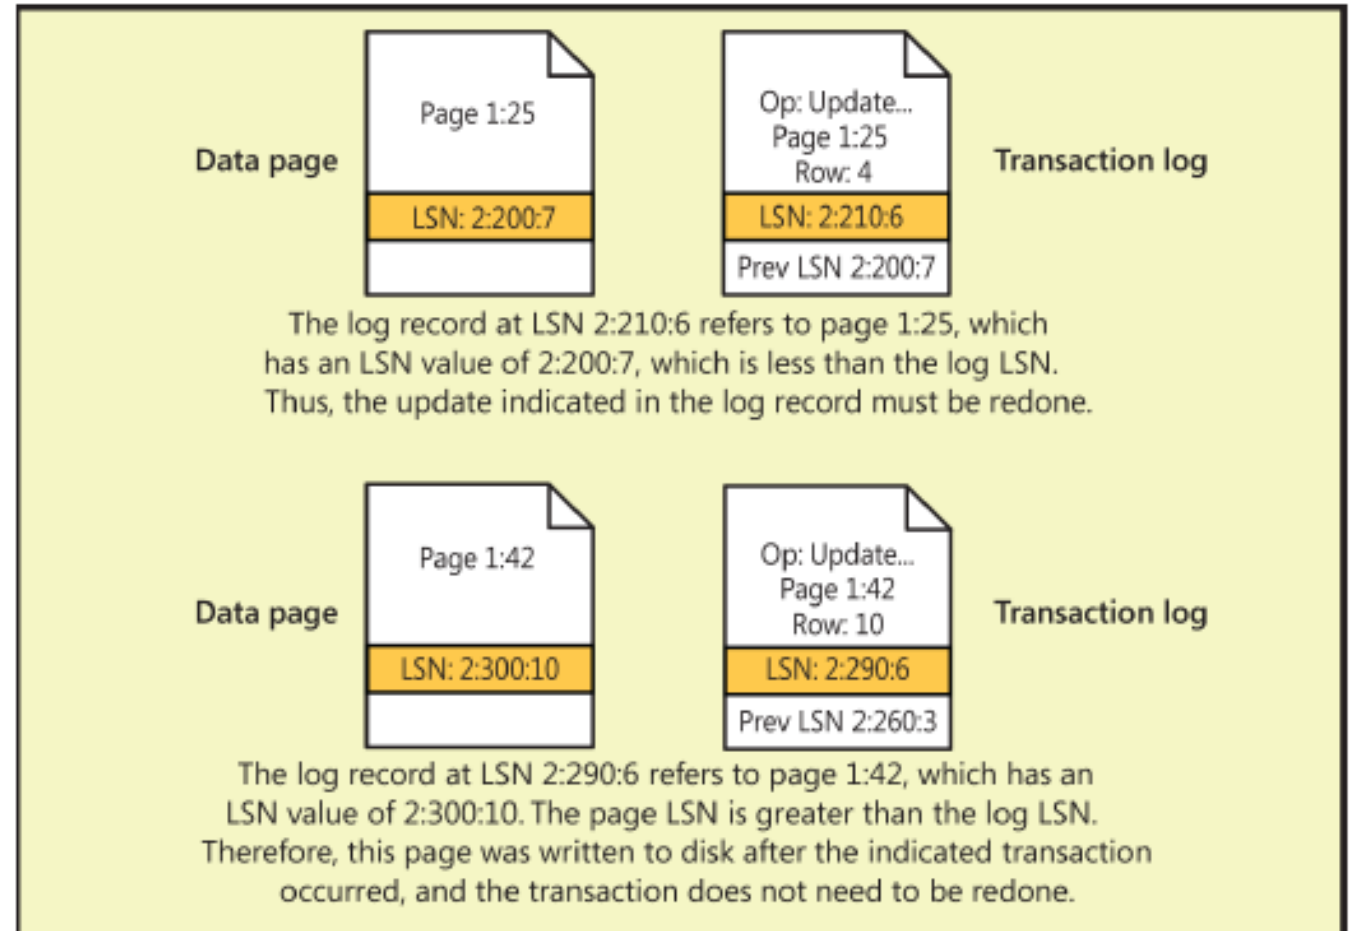 Page 1:25
Data page
LSN: 2:200:7
Op: Update...
Page 1:25
Row: 4
Transaction log
LSN: 2:210:6
Prev LSN 2:200:7
The log record at LSN 2:210:6 refers to page 1:25, which
has an LSN value of 2:200:7, which is less than the log LSN.
Thus, the update indicated in the log record must be redone.
Page 1:42
Data page
LSN: 2:300:10
Op: Update...
Page 1:42
Row: 10
Transaction log
LSN: 2:290:6
Prev LSN 2:260:3
The log record at LSN 2:290:6 refers to page 1:42, which has an
LSN value of 2:300:10. The page LSN is greater than the log LSN.
Therefore, this page was written to disk after the indicated transaction
occurred, and the transaction does not need to be redone.